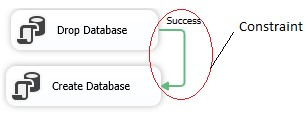 Drop Database
Success
Constraint
Create Database